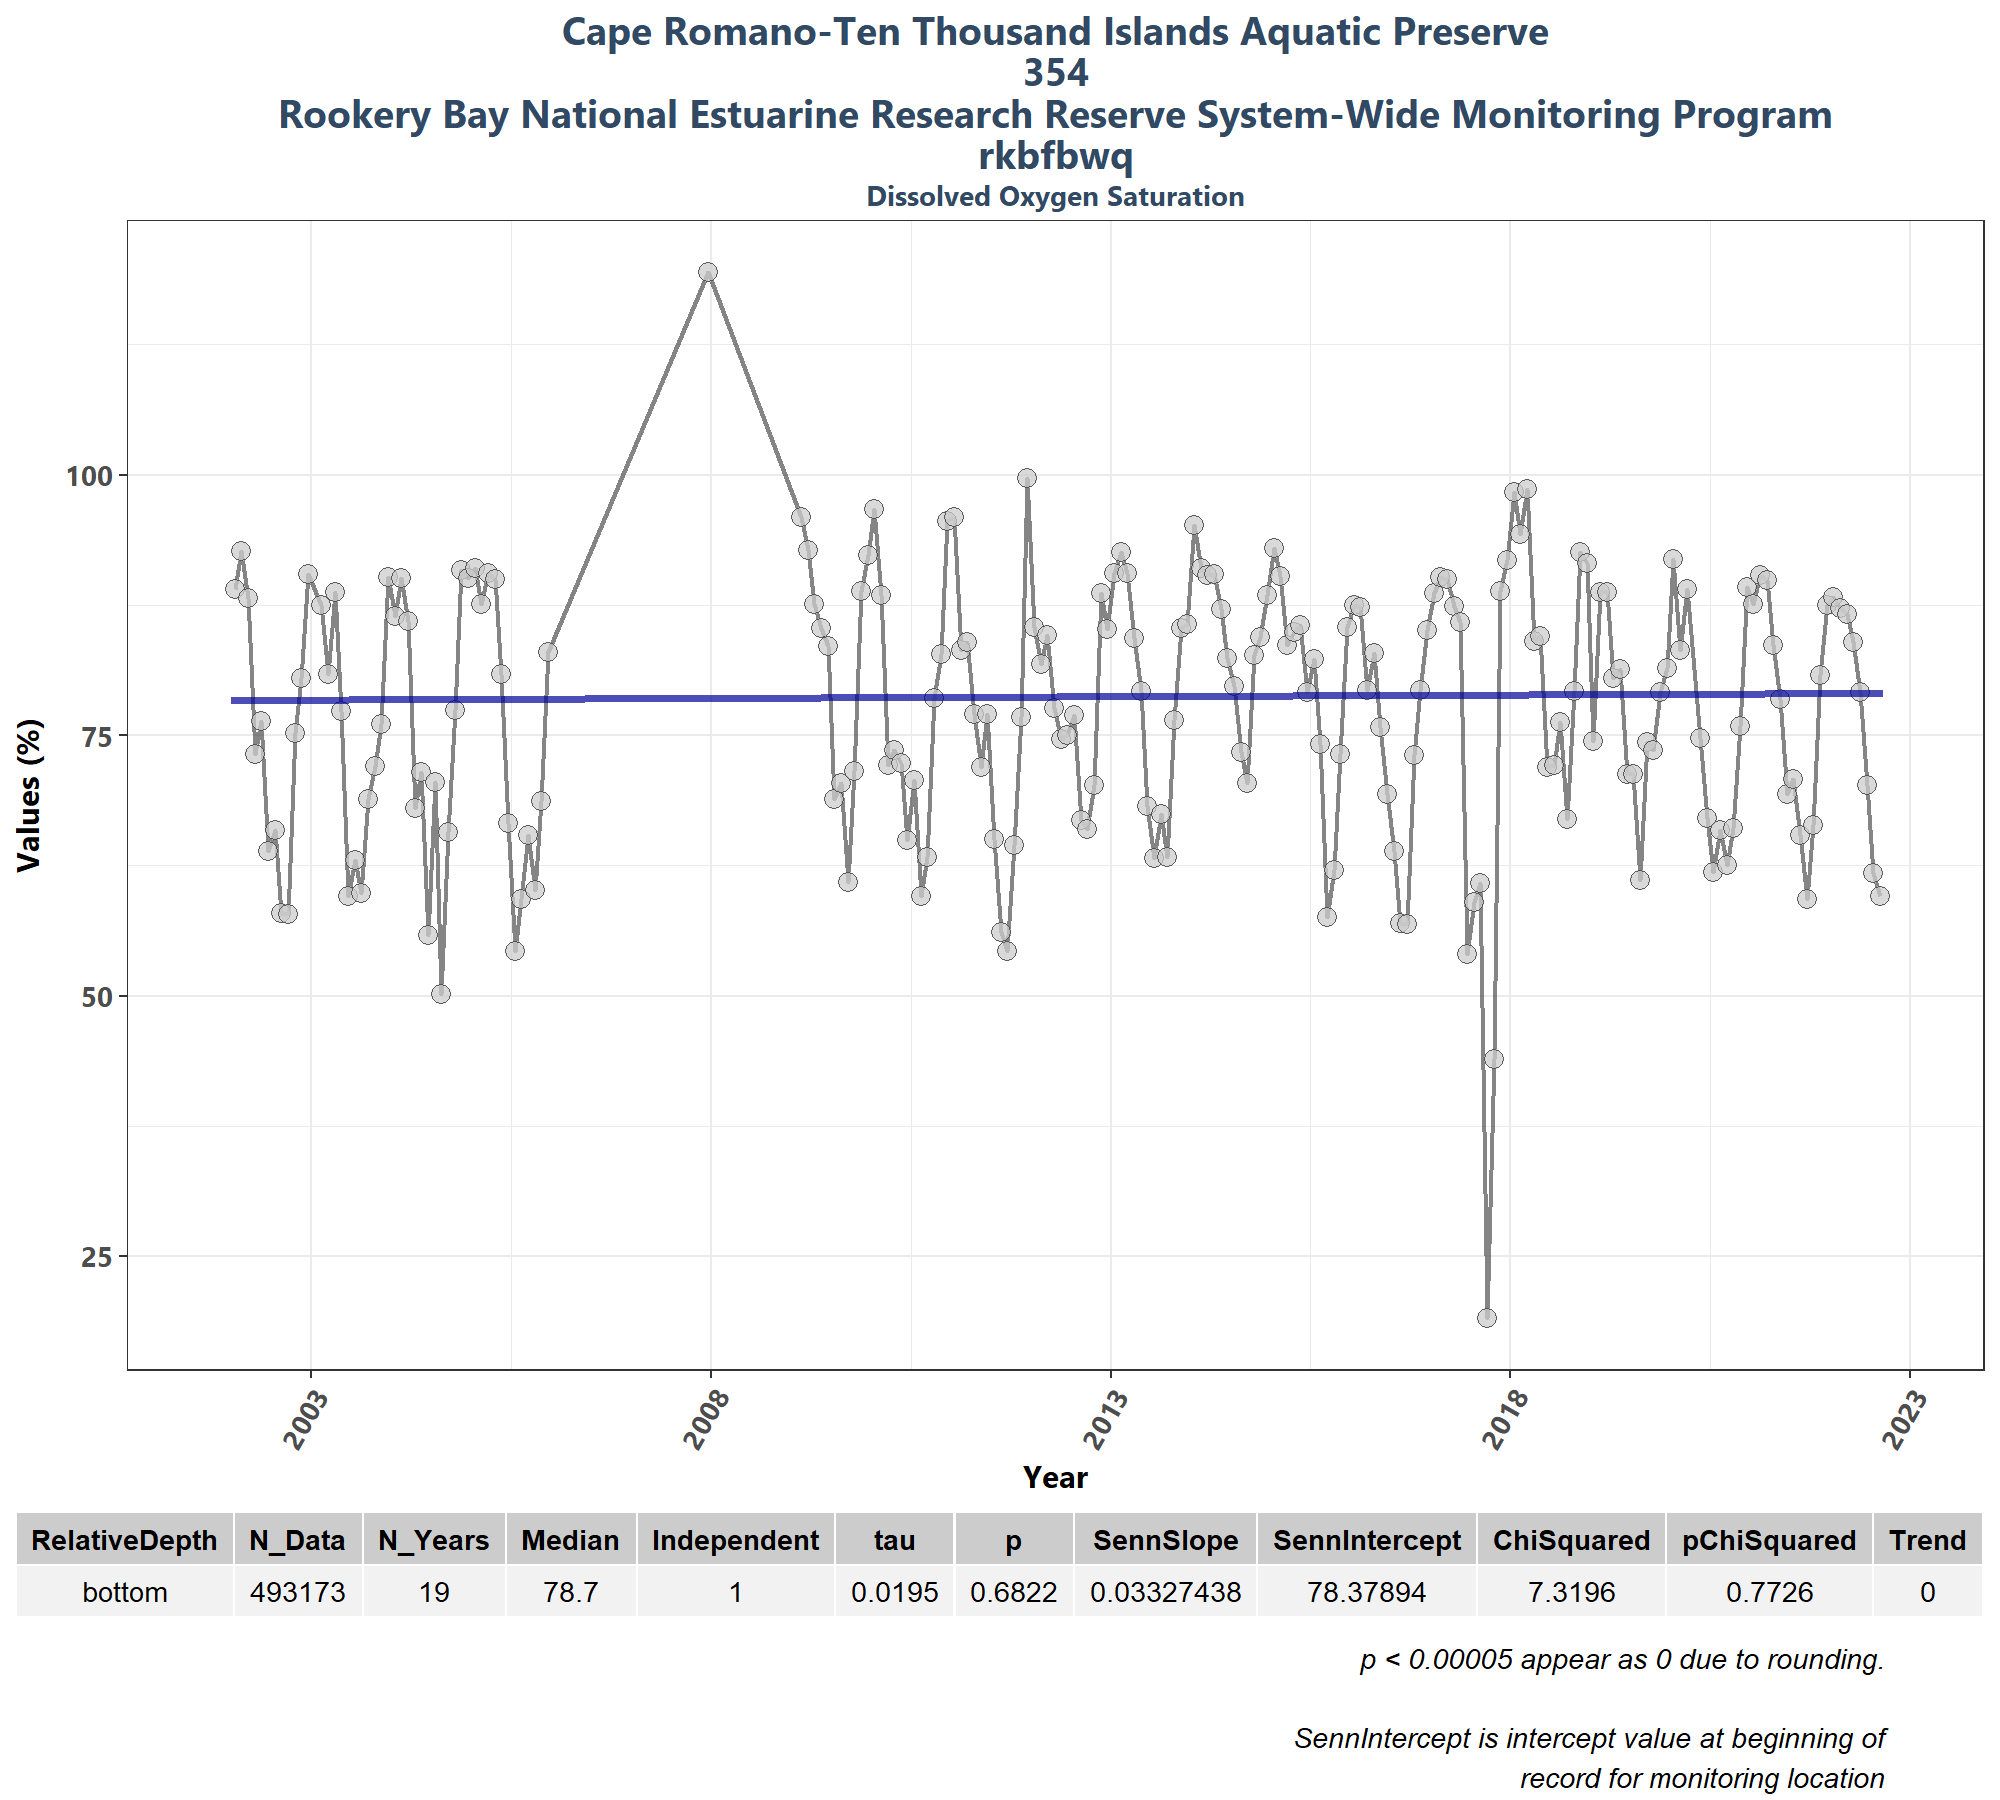 Cape Romano-Ten Thousand Islands Aquatic Preserve
354
Rookery Bay National Estuarine Research Reserve System-Wide Monitoring Program
rkbfbwq
Dissolved Oxygen Saturation
100
75
50
25
Values (%)
2003 2008 2013 2018 2023
Year
RelativeDepth N_Data N_Years Median Independent tau p SennSlope SennIntercept ChiSquared pChiSquared Trend
bottom 493173 19 78.7 1 0.0195 0.6822 0.03327438 78.37894 7.3196 0.7726 0
p < 0.00005 appear as 0 due to rounding.
SennIntercept is intercept value at beginning of
record for monitoring location